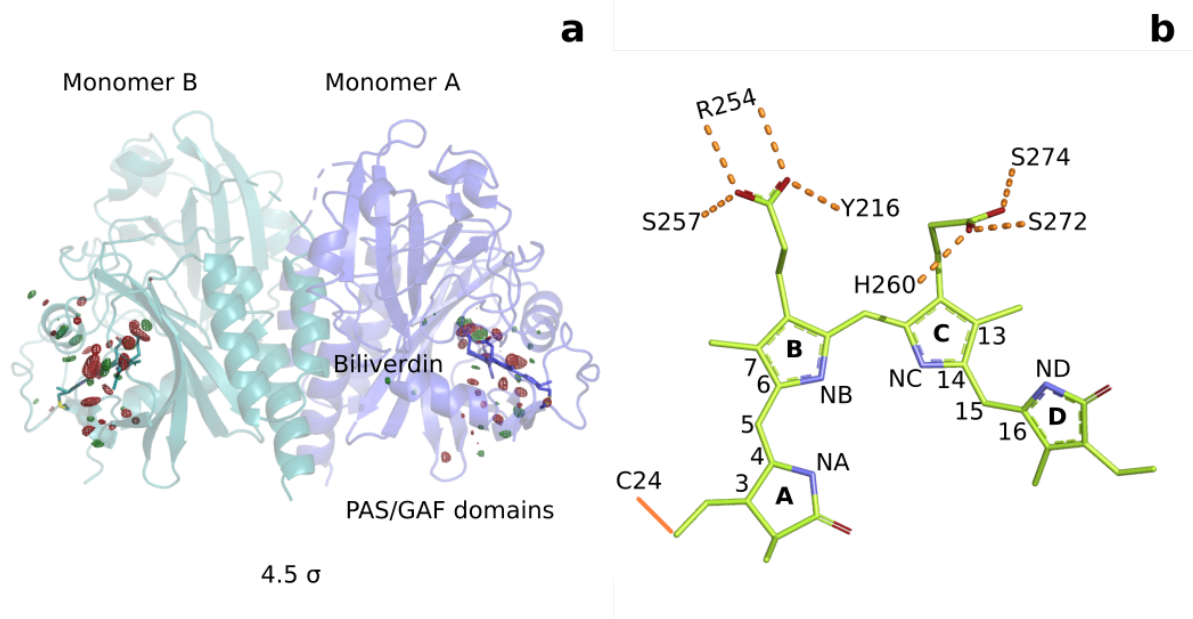 a
Monomer B
Monomer A
Biliverdin
PAS/GAF domains
4.5 σ
b
R254
S274
S257
Y216
S272
H260
B
C
13
7
6
NB
NC
14
ND
5
15
16
D
4
NA
C24
3
A